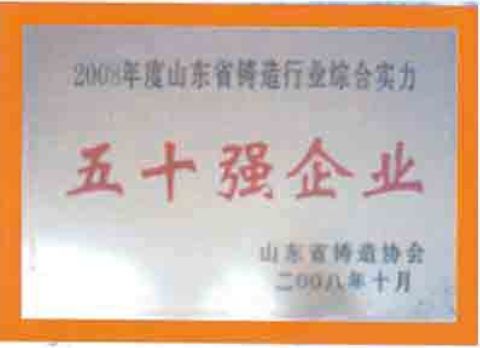 2008年度山东省铸造行业综合实力
五十强企业
山东省铸造协会
二00八年十月